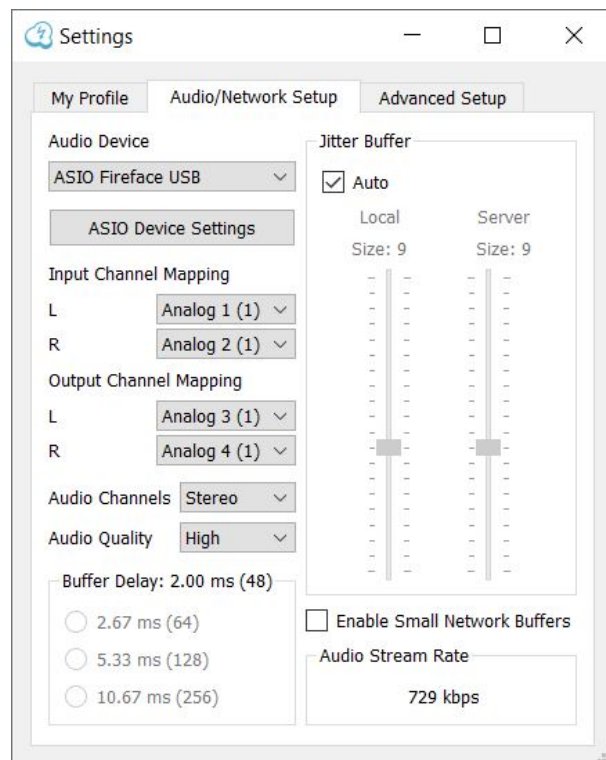 Settings
My Profile
Audio/Network Setup
Advanced Setup
Audio Device
ASIO Fireface USB
ASIO Device Settings
Input Channel Mapping
L Analog 1 (1)
R Analog 2 (1)
Output Channel Mapping
L Analog 3 (1)
R Analog 4 (1)
Audio Channels Stereo
Audio Quality High
Buffer Delay: 2.00 ms (48)
2.67 ms (64)
5.33 ms (128)
10.67 ms (256)
Jitter Buffer
Auto
Local Server
Size: 9 Size: 9
Enable Small Network Buffers
Audio Stream Rate
729 kbps